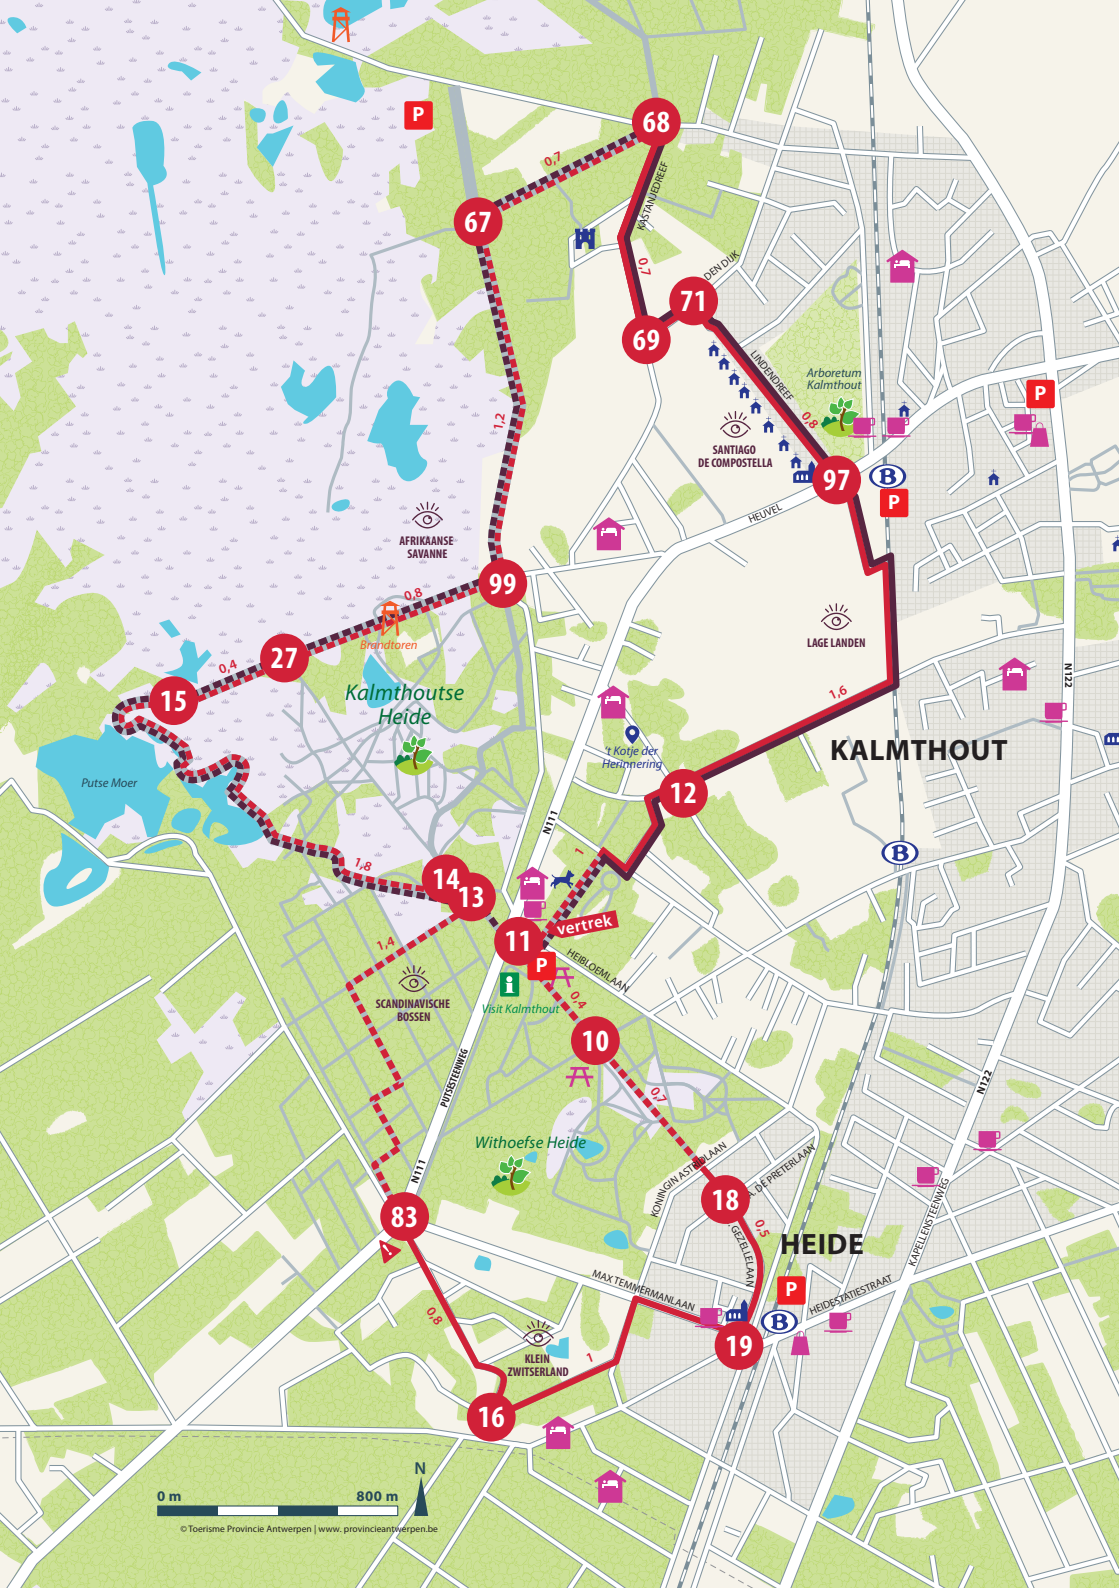 P
68
0,7
KASTANJEDREEF
67
0,7
DEN DIJK
71
69
LINDENDREEF
Arboretum
Kalmthout
P
1,2
0,8
SANTIAGO
DE COMPOSTELLA
97
B
P
HEUVEL
AFRIKAANSE
SAVANNE
99
0,8
Brandtoren
LAGE LANDEN
27
0,4
15
N122
Kalmthoutse
Heide
1,6
't Kotje der
Herinnering
KALMTHOUT
Putse Moer
12
N111
1
B
1,8
14
13
vertrek
11
P
HEIBLOEMLAAN
1,4
i
Visit Kalmthout
0,4
SCANDINAVISCHE
BOSSEN
10
PUTSESTEENWEG
0,7
N122
Withoefse Heide
KONINGIN ASTRIDLAAN
A. DE PRETERLAAN
N111
18
KAPELLENSTEENWEG
83
0,5
G. GEZELLELAAN
HEIDE
!
MAX TEMMERMANLAAN
P
HEIDESTATIESTRAAT
0,8
B
19
KLEIN
ZWITSERLAND
1
16
N
0 m
800 m
© Toerisme Provincie Antwerpen | www. provincieantwerpen.be